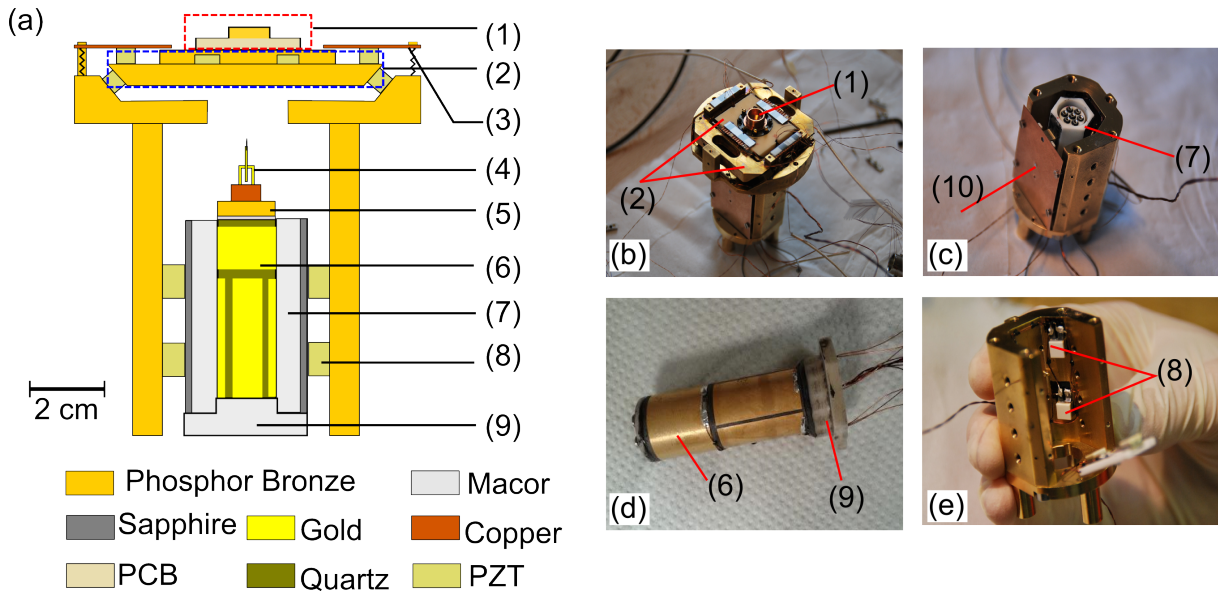 (a)
(1)
(2)
(3)
(4)
(5)
(6)
(7)
(8)
(9)
2 cm
Phosphor Bronze
Macor
Sapphire
Gold
Copper
PCB
Quartz
PZT
(1)
(2)
(b)
(7)
(10)
(c)
(6)
(9)
(d)
(8)
(e)